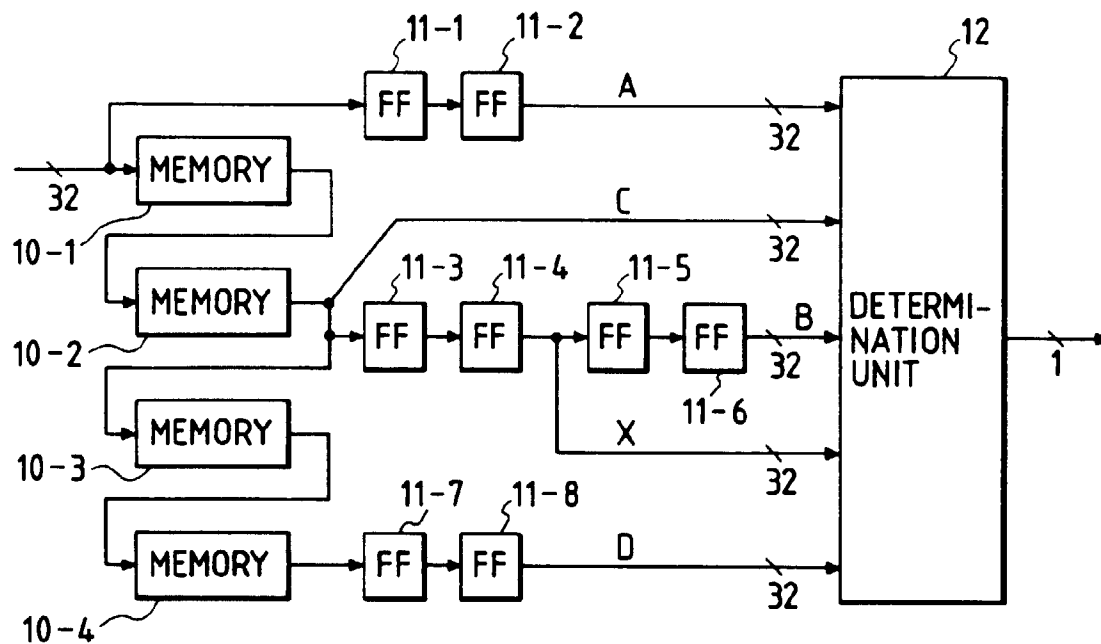 11-1
11-2
12
FF
FF
A
32
32
MEMORY
10-1
C
32
MEMORY
10-2
11-3
11-4
11-5
FF
FF
FF
FF
B
32
11-6
DETERMI-
NATION
UNIT
1
MEMORY
10-3
X
32
11-7
11-8
MEMORY
10-4
FF
FF
D
32